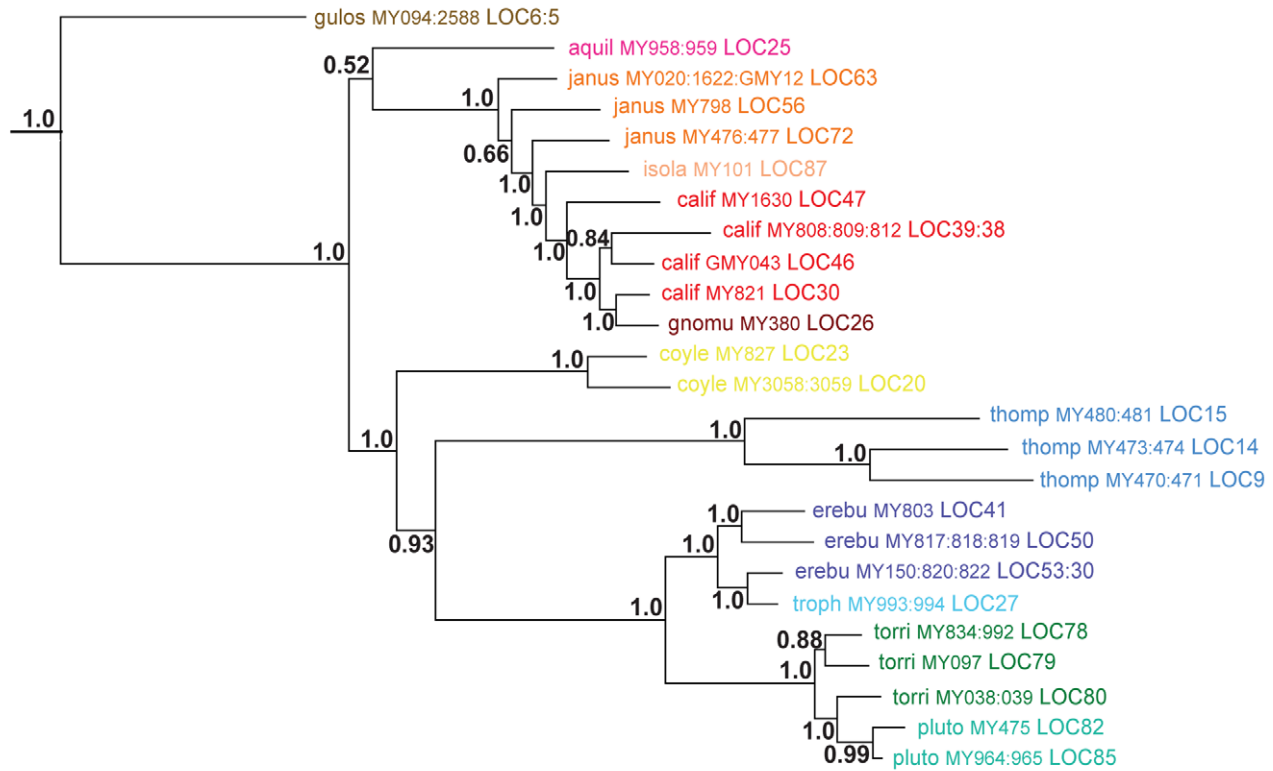 gulos MY094:2588 LOC6:5
aquil MY958:959 LOC25
0.52
janus MY020:1622:GMY12 LOC63
1.0
janus MY798 LOC56
1.0
janus MY476:477 LOC72
0.66
isola MY101 LOC87
1.0
calif MY1630 LOC47
1.0
calif MY808:809:812 LOC39:38
0.84
1.0
1.0
calif GMY043 LOC46
calif MY821 LOC30
1.0
gnomu MY380 LOC26
1.0
coyle MY827 LOC23
1.0
coyle MY3058:3059 LOC20
thomp MY480:481 LOC15
1.0
1.0
thomp MY473:474 LOC14
1.0
thomp MY470:471 LOC9
erebu MY803 LOC41
1.0
erebu MY817:818:819 LOC50
0.93
1.0
erebu MY150:820:822 LOC53:30
1.0
troph MY993:994 LOC27
1.0
torri MY834:992 LOC78
0.88
torri MY097 LOC79
1.0
torri MY038:039 LOC80
pluto MY475 LOC82
1.0
0.99
pluto MY964:965 LOC85